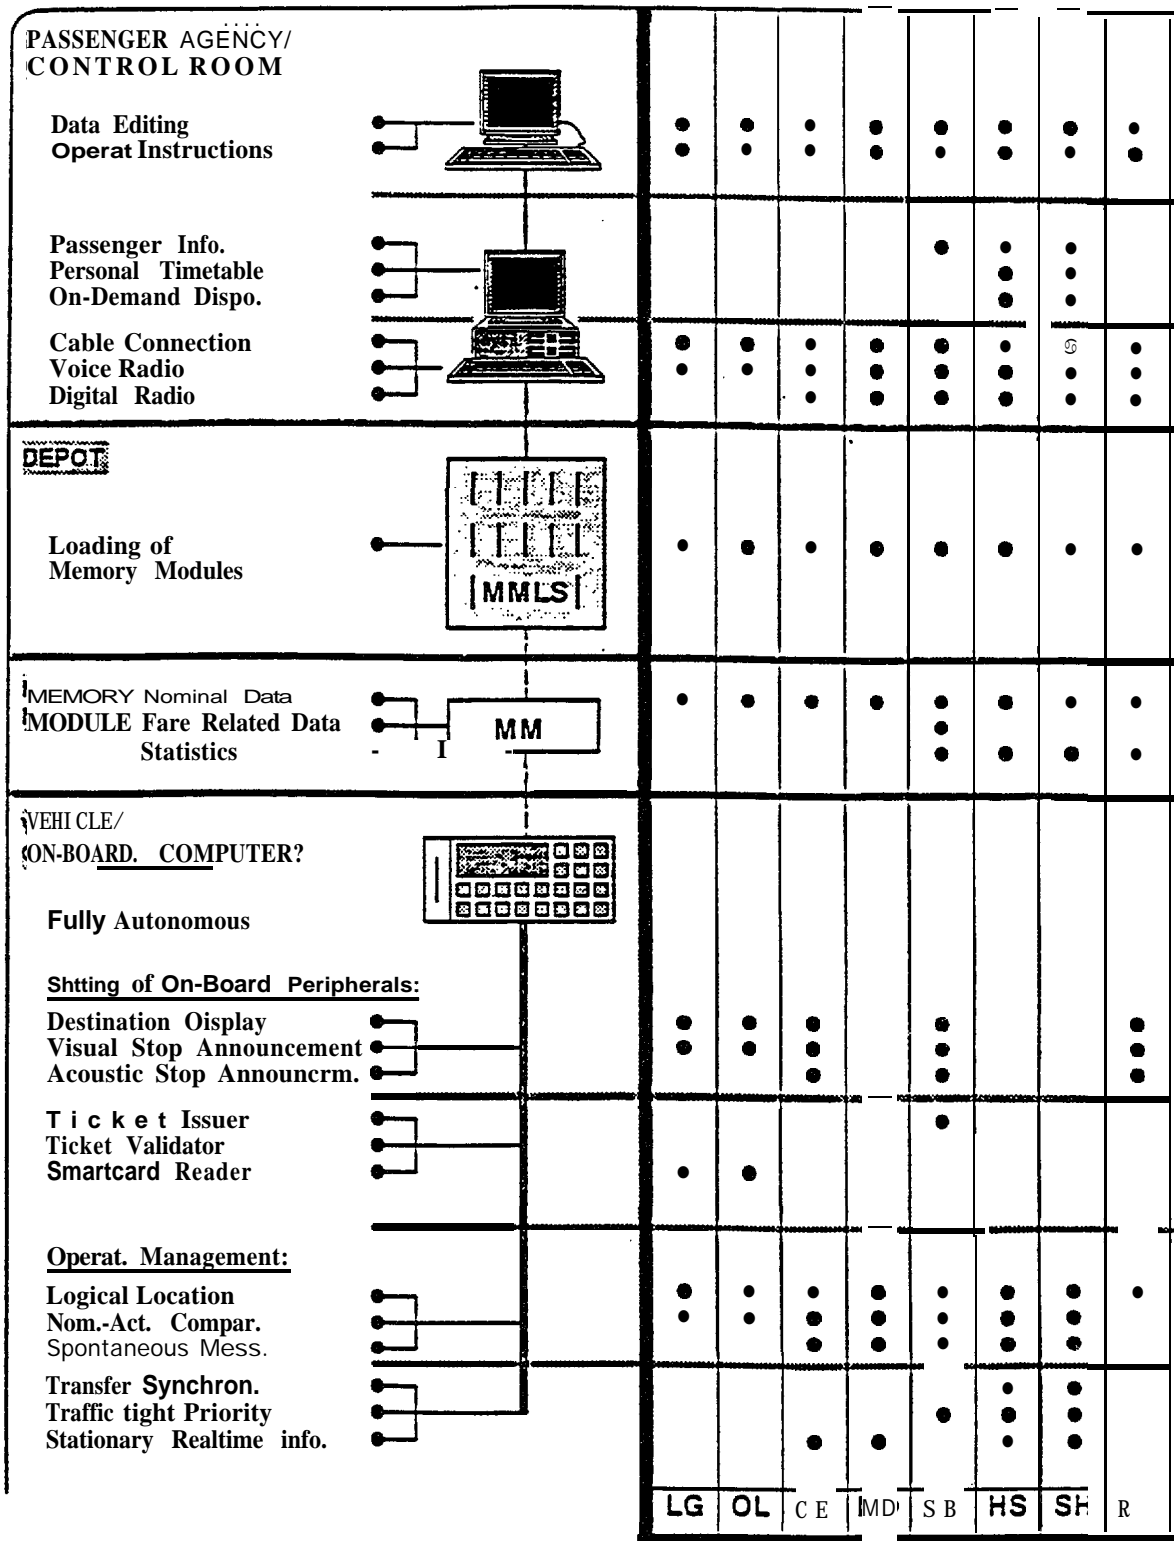 PASSENGER AGENCY/
CONTROL ROOM
Data Editing
Operat Instructions
Passenger Info.
Personal Timetable
On-Demand Dispo.
Cable Connection
Voice Radio
Digital Radio
DEPOT
Loading of
Memory Modules
MMLS
MEMORY Nominal Data
MODULE Fare Related Data
Statistics
MM
VEHICLE/
ON-BOARD. COMPUTER?
Fully Autonomous
Shtting of On-Board Peripherals:
Destination Oisplay
Visual Stop Announcement
Acoustic Stop Announcrm.
Ticket Issuer
Ticket Validator
Smartcard Reader
Operat. Management:
Logical Location
Nom.-Act. Compar.
Spontaneous Mess.
Transfer Synchron.
Traffic tight Priority
Stationary Realtime info.
LG OL CE MD SB HS SH R